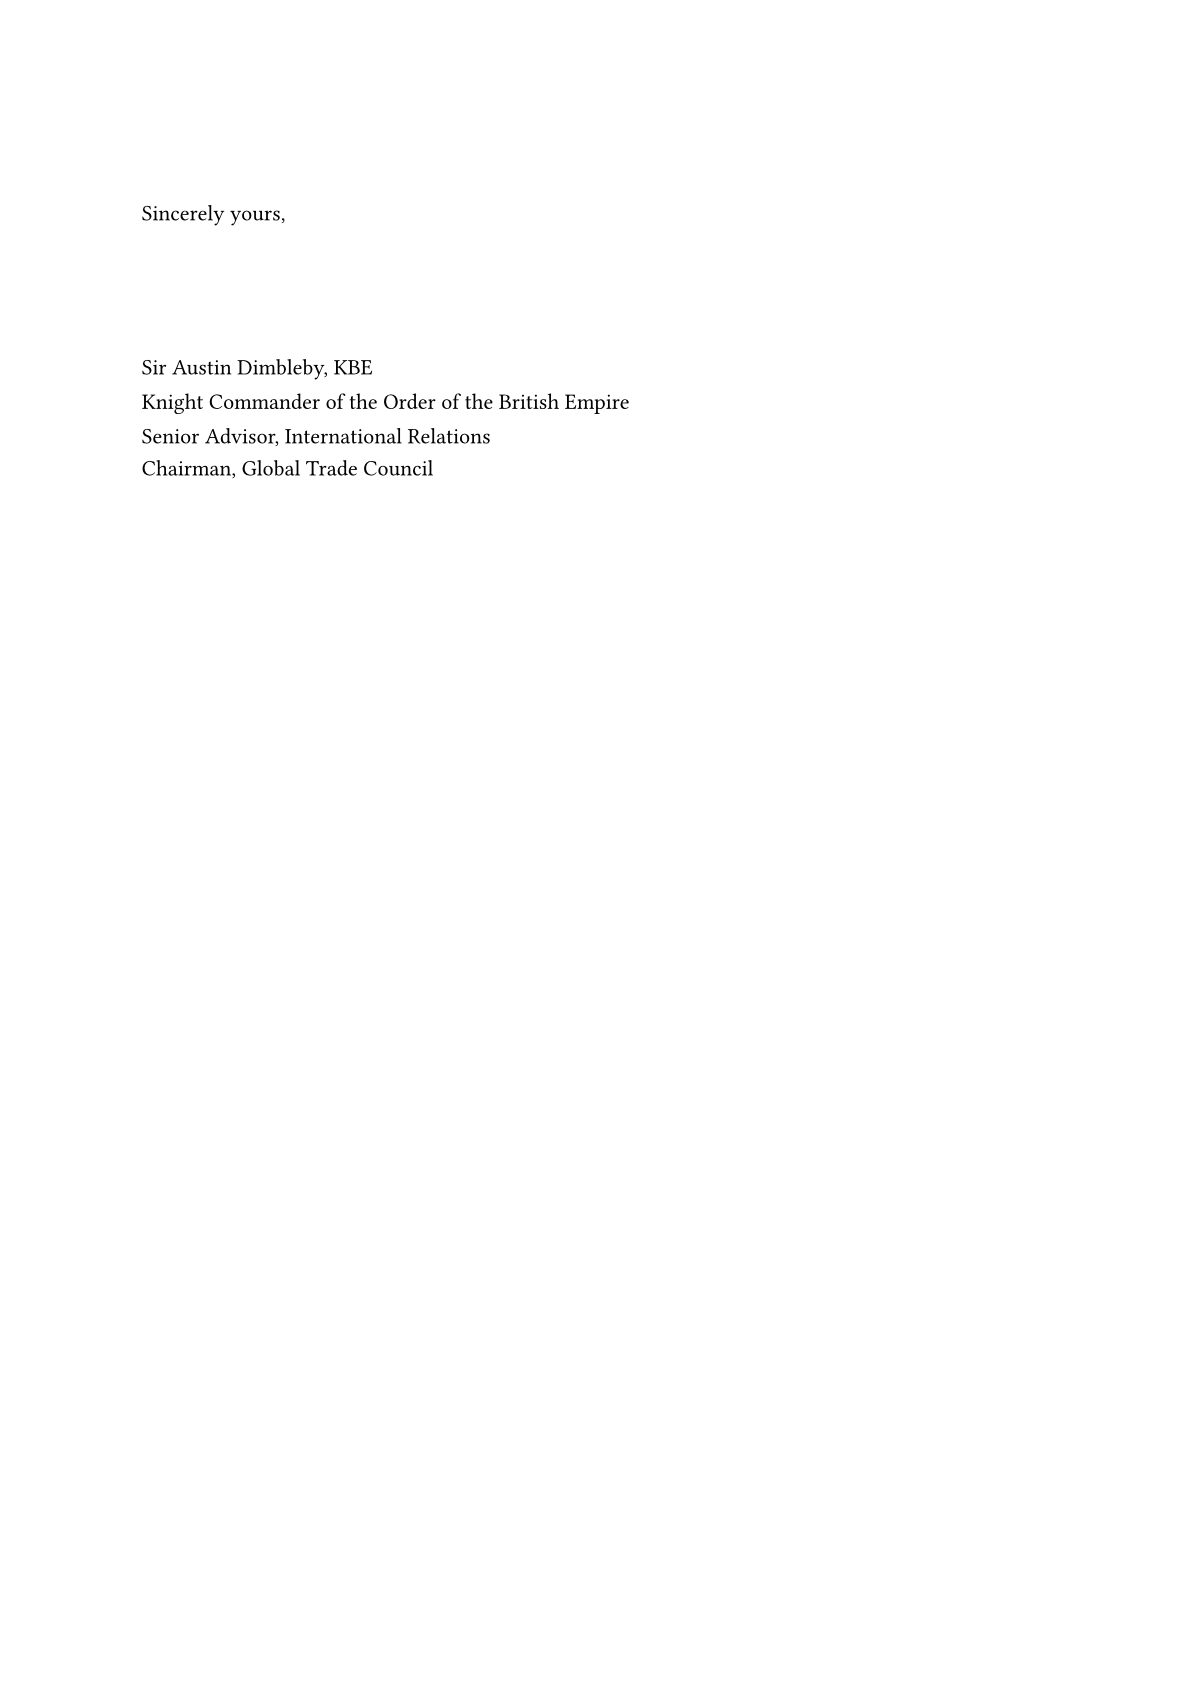 Sincerely yours,
Sir Austin Dimbleby, KBE
Knight Commander of the Order of the British Empire
Senior Advisor, International Relations
Chairman, Global Trade Council